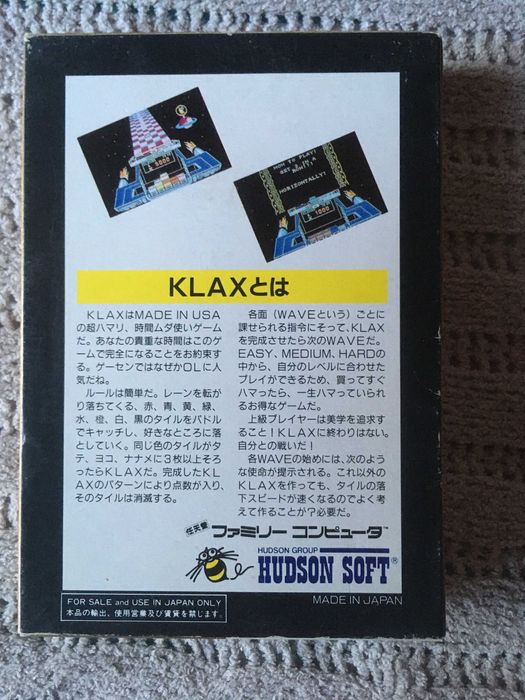 3000
HOW TO PLAY!
HORIZONTALLY!
1000
KLAXとは
KLAXはMADE IN USA
の超ハマリ、時間ムダ使いゲーム
だ。あなたの貴重な時間はこのゲ
ームで完全になることをお約束す
る。ゲーセンではなぜかOLに人
気だね。
ルールは簡単だ。レーンを転が
り落ちてくる、赤、青、黄、緑、
水、橙、白、黒のタイルをパドル
でキャッチし、好きなところに落
としていく。同じ色のタイルがタ
テ、ヨコ、ナナメに3枚以上そろ
ったらKLAXだ。完成したKL
AXのパターンにより点数が入り、
そのタイルは消滅する。
各面(WAVEという)ごとに
課せられる指令にそって、KLAX
を完成させたら次のWAVEだ。
EASY、MEDIUM、HARDの
中から、自分のレベルに合わせた
プレイができるため、買ってすぐ
ハマったら、一生ハマっていられ
るお得なゲームだ。
上級プレイヤーは美学を追求す
ること!KLAXに終わりはない。
自分との戦いだ!
各WAVEの始めには、次のよう
な使命が提示される。これ以外の
KLAXを作っても、タイルの落
下スピードが速くなるのでよく考
えて作ることが?必要だ。
任天堂 ファミリー コンピュータ™
HUDSON GROUP
HUDSON SOFT®
FOR SALE and USE IN JAPAN ONLY
本品の輸出、使用営業及び賃貸を禁じます。
MADE IN JAPAN